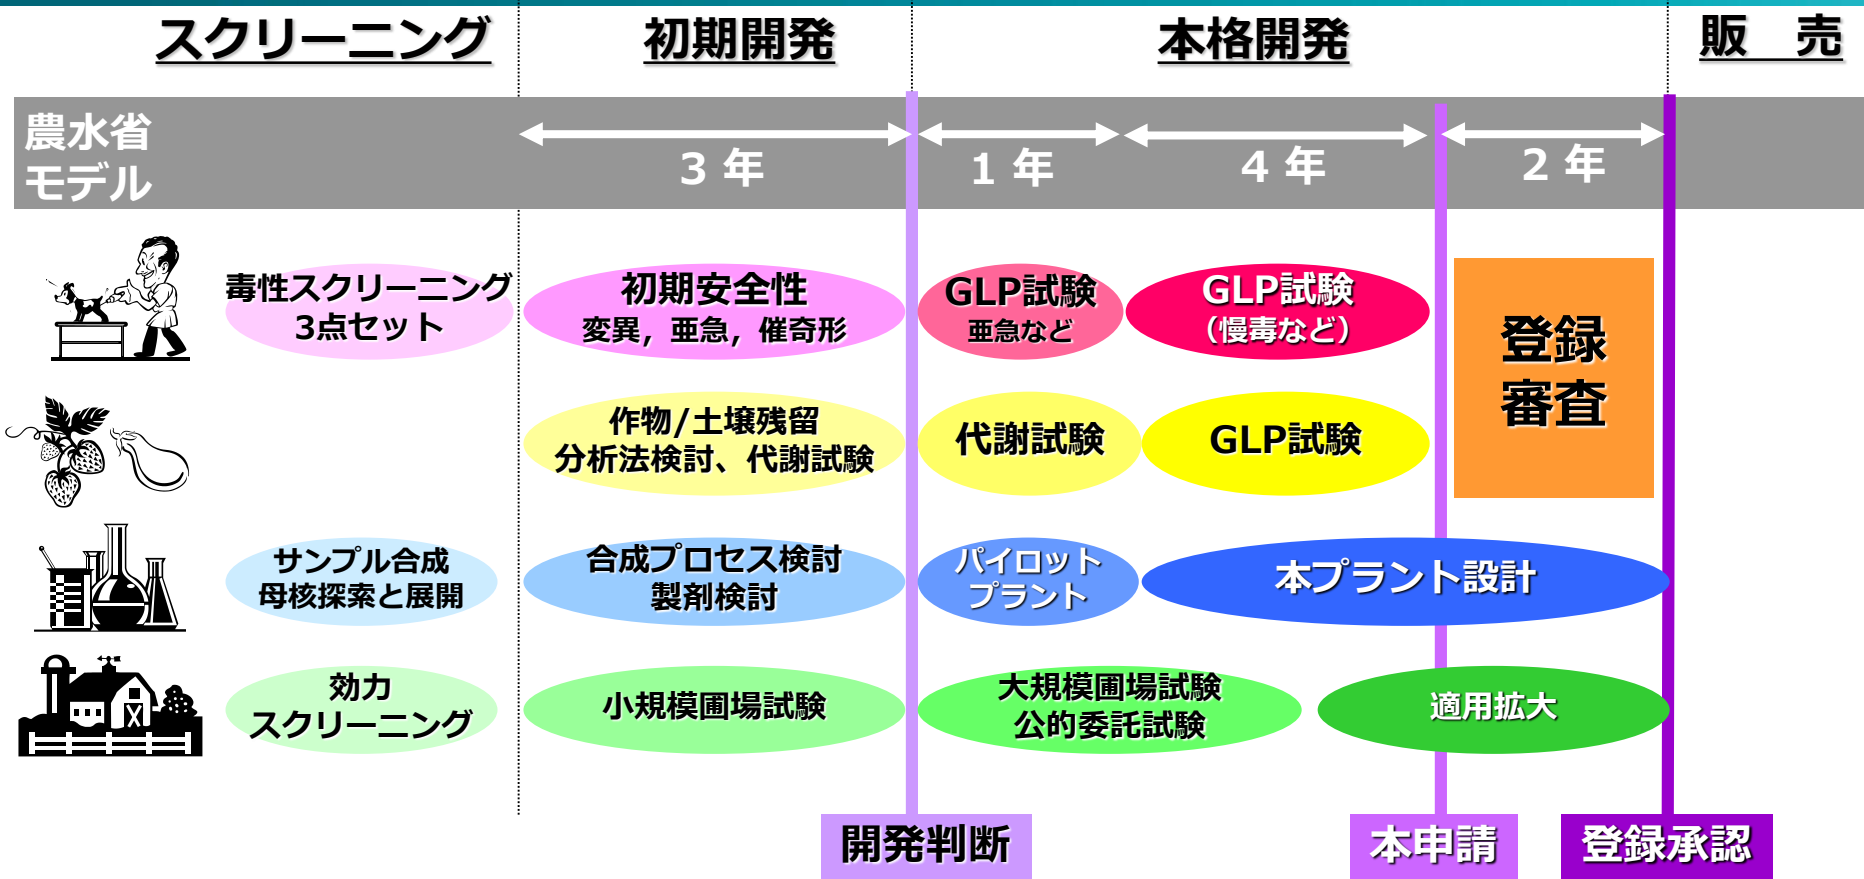 スクリーニング
初期開発
本格開発
販　売
農水省
モデル
3 年
1 年
4 年
2 年
毒性スクリーニング
3点セット
初期安全性
変異，亜急，催奇形
GLP試験
亜急など
GLP試験
（慢毒など）
登録
審査
作物/土壌残留
分析法検討、代謝試験
代謝試験
GLP試験
サンプル合成
母核探索と展開
合成プロセス検討
製剤検討
パイロット
プラント
本プラント設計
効力
スクリーニング
小規模圃場試験
大規模圃場試験
公的委託試験
適用拡大
開発判断
本申請
登録承認